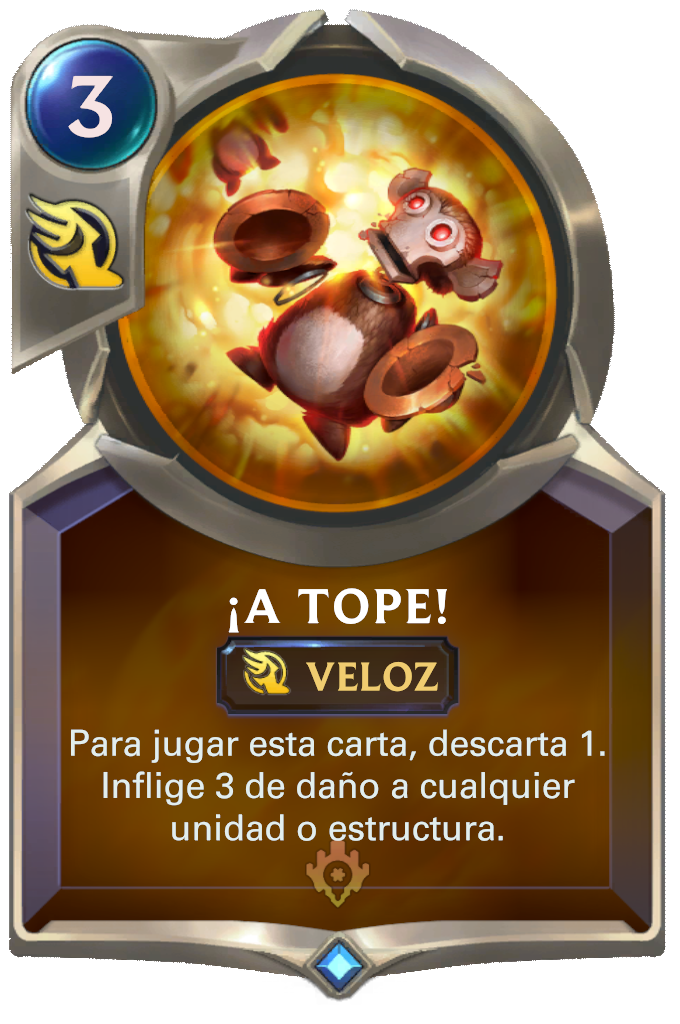 3
¡A TOPE!
VELOZ
Para jugar esta carta, descarta 1.
Inflige 3 de daño a cualquier
unidad o estructura.